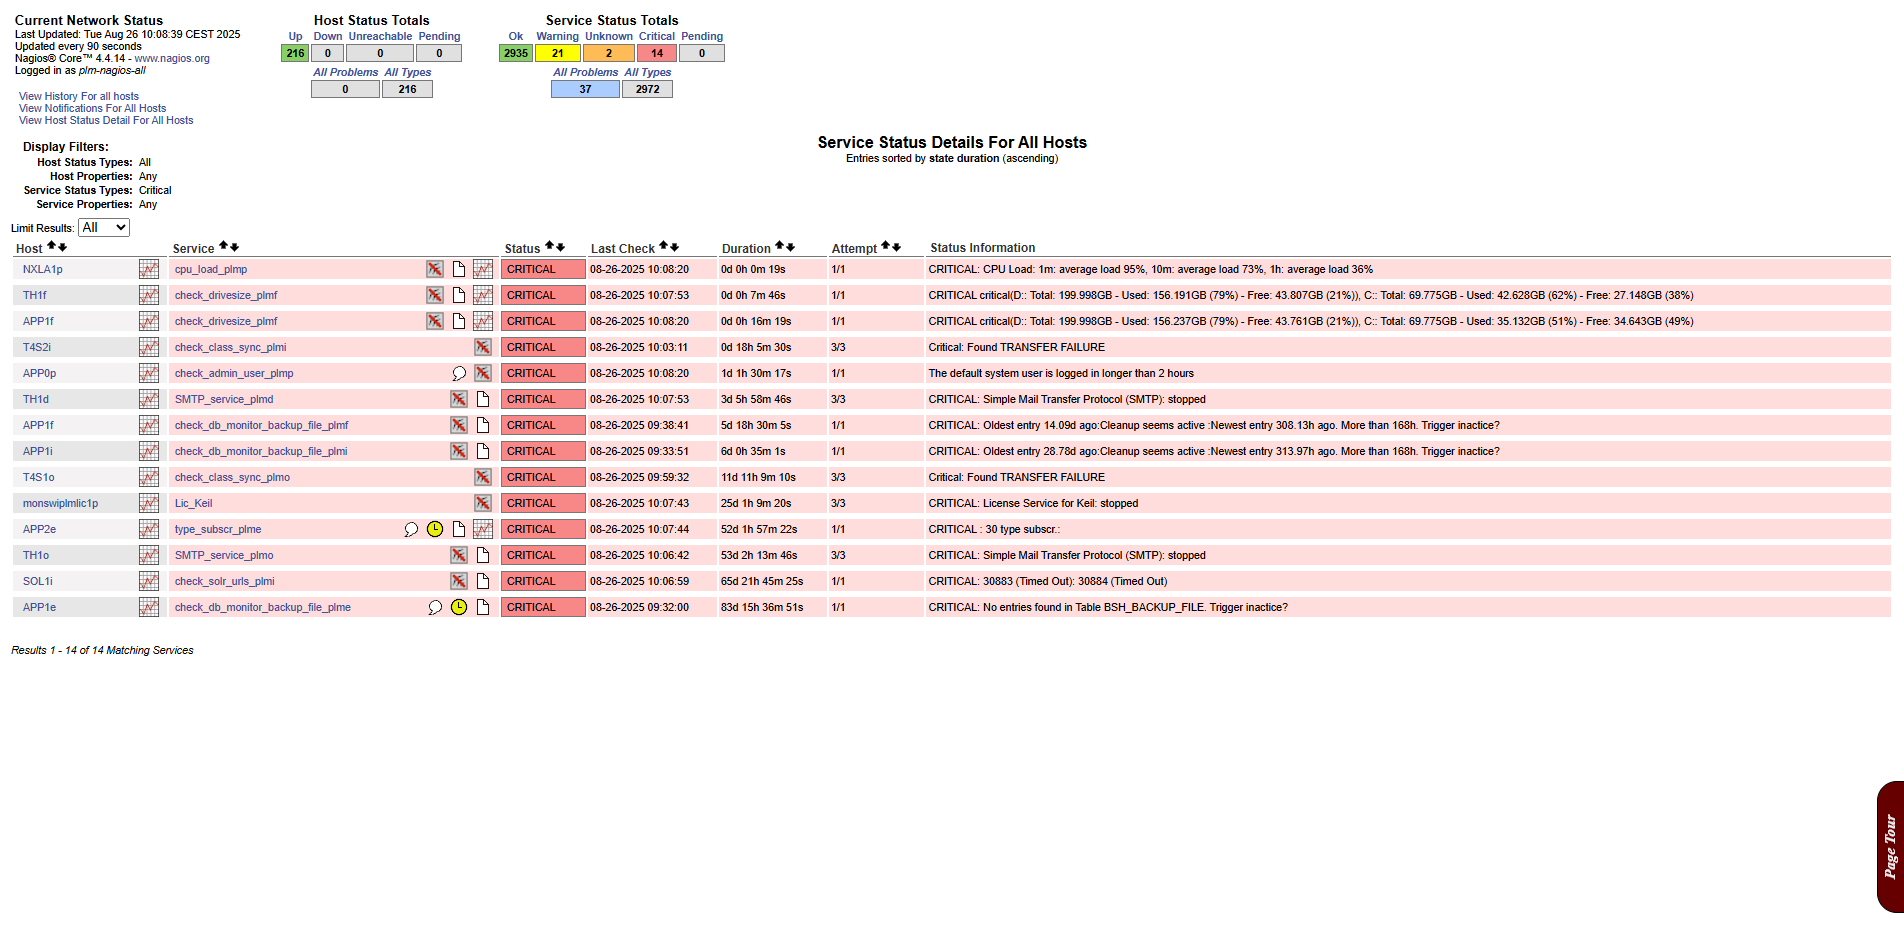 Current Network Status
Last Updated: Tue Aug 26 10:08:39 CEST 2025
Updated every 90 seconds
Nagios® Core™ 4.4.14 - www.nagios.org
Logged in as plm-nagios-all
View History For all hosts
View Notifications For All Hosts
View Host Status Detail For All Hosts
Host Status Totals
Up Down Unreachable Pending
216 0 0 0
All Problems All Types
0 216
Service Status Totals
Ok Warning Unknown Critical Pending
2935 21 2 14 0
All Problems All Types
37 2972
Display Filters:
Host Status Types: All
Host Properties: Any
Service Status Types: Critical
Service Properties: Any
Service Status Details For All Hosts
Entries sorted by state duration (ascending)
Limit Results: All
Host Service Status Last Check Duration Attempt Status Information
NXLA1p cpu_load_plmp CRITICAL 08-26-2025 10:08:20 0d 0h 0m 19s 1/1 CRITICAL: CPU Load: 1m: average load 95%, 10m: average load 73%, 1h: average load 36%
TH1f check_drivesize_plmf CRITICAL 08-26-2025 10:07:53 0d 0h 7m 46s 1/1 CRITICAL critical(D:: Total: 199.998GB - Used: 156.191GB (79%) - Free: 43.807GB (21%)), C:: Total: 69.775GB - Used: 42.628GB (62%) - Free: 27.148GB (38%)
APP1f check_drivesize_plmf CRITICAL 08-26-2025 10:08:20 0d 0h 16m 19s 1/1 CRITICAL critical(D:: Total: 199.998GB - Used: 156.237GB (79%) - Free: 43.761GB (21%)), C:: Total: 69.775GB - Used: 35.132GB (51%) - Free: 34.643GB (49%)
T4S2i check_class_sync_plmi CRITICAL 08-26-2025 10:03:11 0d 18h 5m 30s 3/3 Critical: Found TRANSFER FAILURE
APP0p check_admin_user_plmp CRITICAL 08-26-2025 10:08:20 1d 1h 30m 17s 1/1 The default system user is logged in longer than 2 hours
TH1d SMTP_service_plmd CRITICAL 08-26-2025 10:07:53 3d 5h 58m 46s 3/3 CRITICAL: Simple Mail Transfer Protocol (SMTP): stopped
APP1f check_db_monitor_backup_file_plmf CRITICAL 08-26-2025 09:38:41 5d 18h 30m 5s 1/1 CRITICAL: Oldest entry 14.09d ago:Cleanup seems active :Newest entry 308.13h ago. More than 168h. Trigger inactice?
APP1i check_db_monitor_backup_file_plmi CRITICAL 08-26-2025 09:33:51 6d 0h 35m 1s 1/1 CRITICAL: Oldest entry 28.78d ago:Cleanup seems active :Newest entry 313.97h ago. More than 168h. Trigger inactice?
T4S1o check_class_sync_plmo CRITICAL 08-26-2025 09:59:32 11d 11h 9m 10s 3/3 Critical: Found TRANSFER FAILURE
monswiplmlic1p Lic_Keil CRITICAL 08-26-2025 10:07:43 25d 1h 9m 20s 3/3 CRITICAL: License Service for Keil: stopped
APP2e type_subscr_plme CRITICAL 08-26-2025 10:07:44 52d 1h 57m 22s 1/1 CRITICAL : 30 type subscr.:
TH1o SMTP_service_plmo CRITICAL 08-26-2025 10:06:42 53d 2h 13m 46s 3/3 CRITICAL: Simple Mail Transfer Protocol (SMTP): stopped
SOL1i check_solr_urls_plmi CRITICAL 08-26-2025 10:06:59 65d 21h 45m 25s 1/1 CRITICAL: 30883 (Timed Out): 30884 (Timed Out)
APP1e check_db_monitor_backup_file_plme CRITICAL 08-26-2025 09:32:00 83d 15h 36m 51s 1/1 CRITICAL: No entries found in Table BSH_BACKUP_FILE. Trigger inactice?
Results 1 - 14 of 14 Matching Services
Page Tour